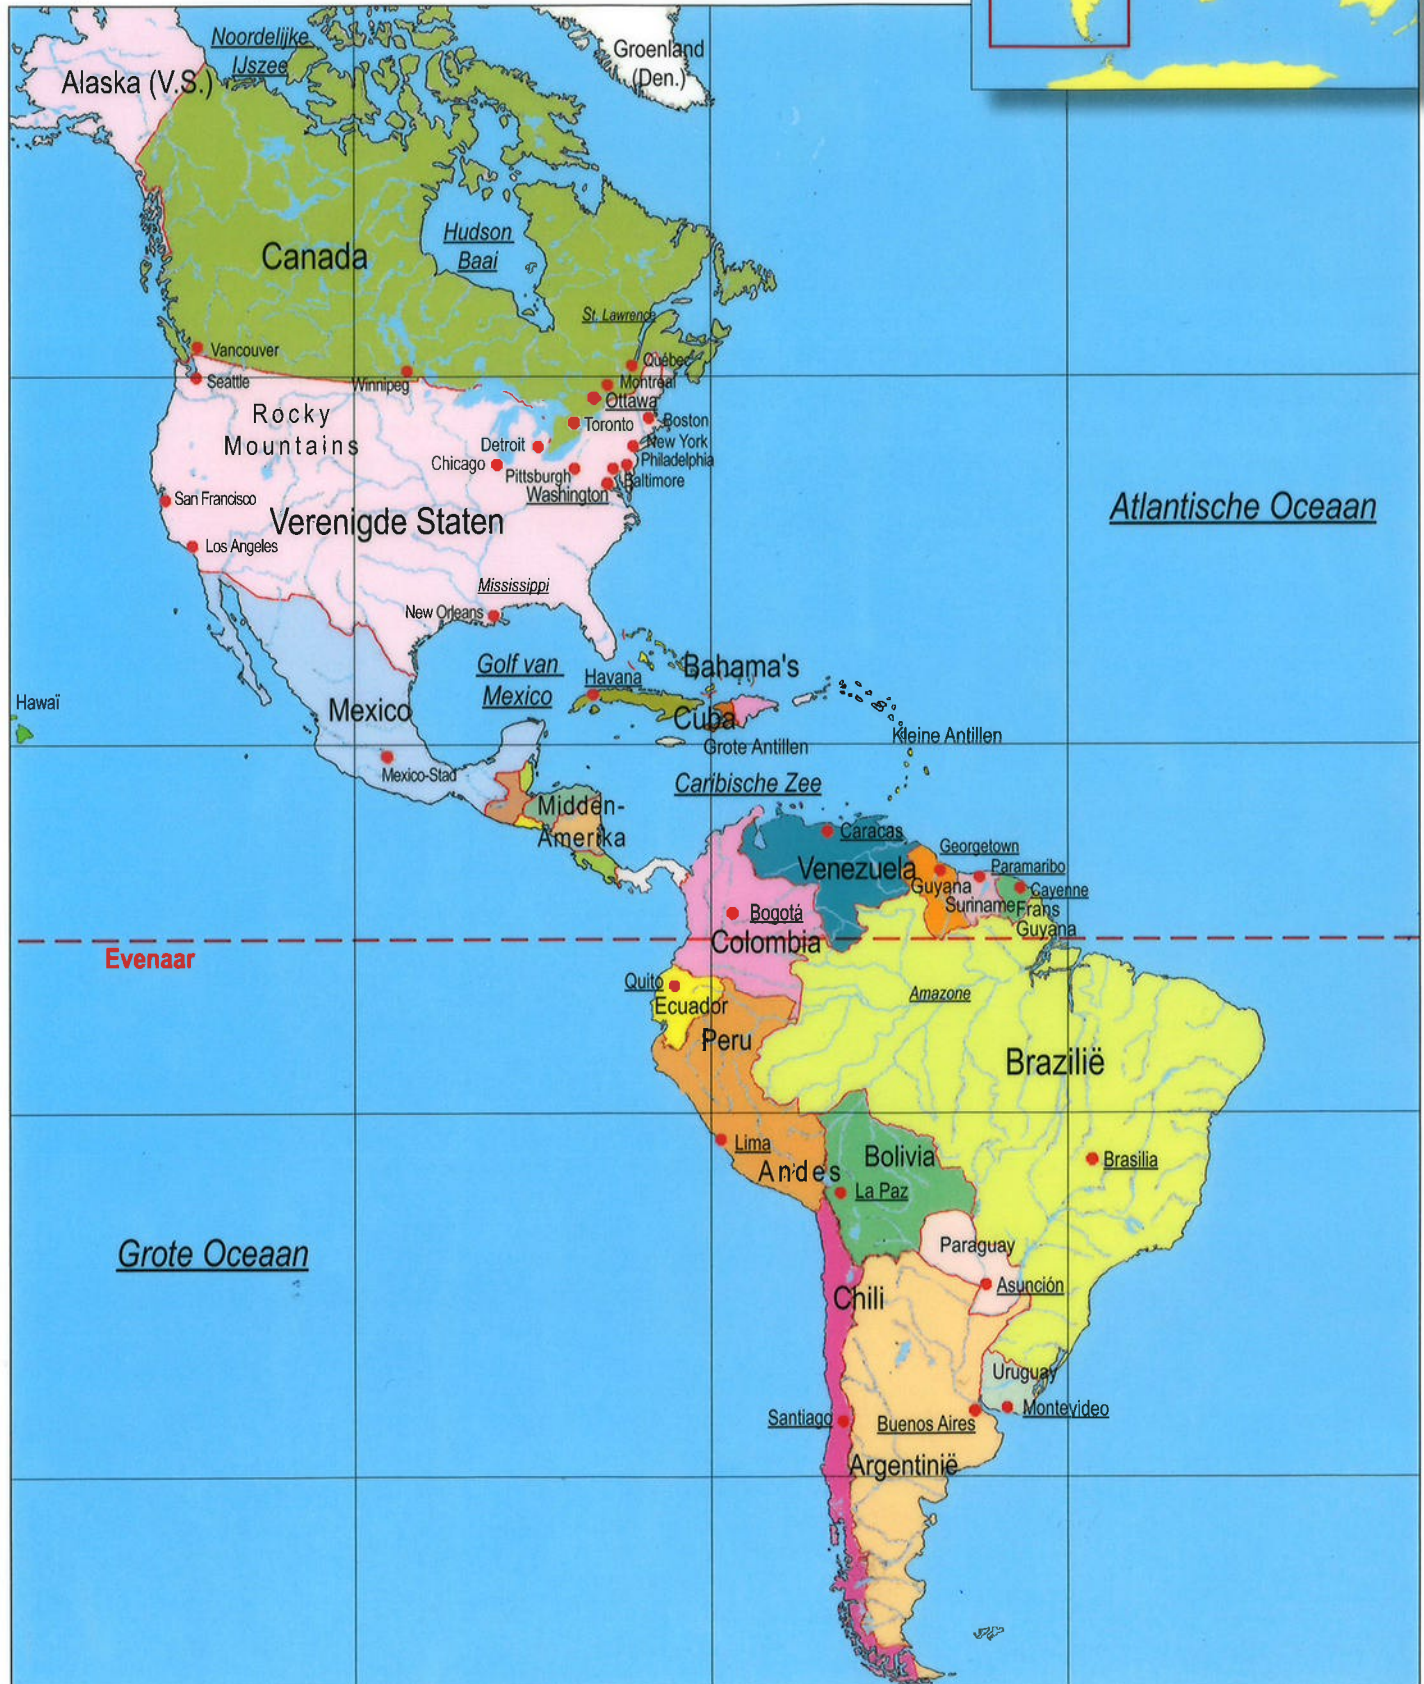 Noordelijke
IJszee
Groenland
(Den.)
Alaska (V.S.)
Hudson
Baai
Canada
St. Lawrence
Vancouver
Québec
Seattle
Winnipeg
Montréal
Ottawa
Rocky
Mountains
Toronto
Boston
Detroit
New York
Chicago
Philadelphia
Pittsburgh
Baltimore
Washington
San Francisco
Verenigde Staten
Atlantische Oceaan
Los Angeles
Mississippi
New Orleans
Golf van
Mexico
Bahama's
Havana
Hawaï
Mexico
Cuba
Grote Antillen
Kleine Antillen
Mexico-Stad
Caribische Zee
Midden-
Amerika
Caracas
Georgetown
Venezuela
Paramaribo
Guyana
Cayenne
Suriname
Frans
Guyana
Bogotá
Colombia
Evenaar
Quito
Ecuador
Amazone
Peru
Brazilië
Lima
Andes
Bolivia
Brasilia
La Paz
Grote Oceaan
Paraguay
Asunción
Chili
Uruguay
Santiago
Buenos Aires
Montevideo
Argentinië